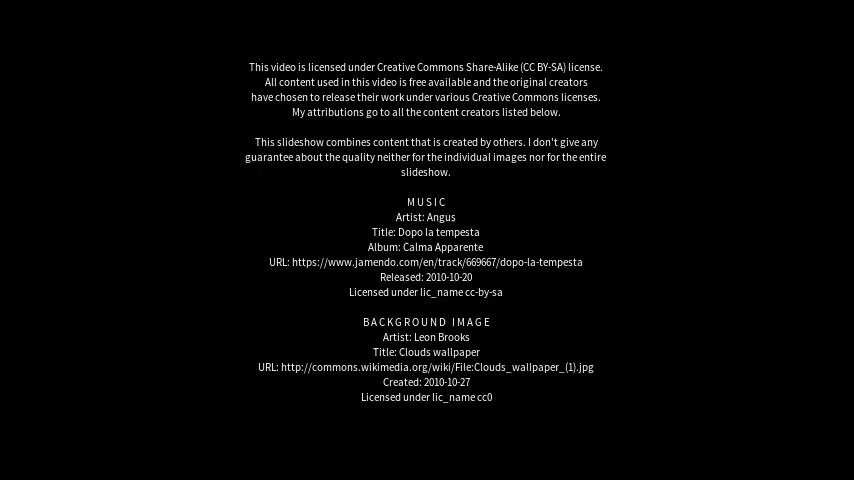 This video is licensed under Creative Commons Share-Alike (CC BY-SA) license.
All content used in this video is free available and the original creators
have chosen to release their work under various Creative Commons licenses.
My attributions go to all the content creators listed below.
This slideshow combines content that is created by others. I don't give any
guarantee about the quality neither for the individual images nor for the entire
slideshow.
MUSIC
Artist: Angus
Title: Dopo la tempesta
Album: Calma Apparente
URL: https://www.jamendo.com/en/track/669667/dopo-la-tempesta
Released: 2010-10-20
Licensed under lic_name cc-by-sa
BACKGROUND IMAGE
Artist: Leon Brooks
Title: Clouds wallpaper
URL: http://commons.wikimedia.org/wiki/File:Clouds_wallpaper_(1).jpg
Created: 2010-10-27
Licensed under lic_name cc0